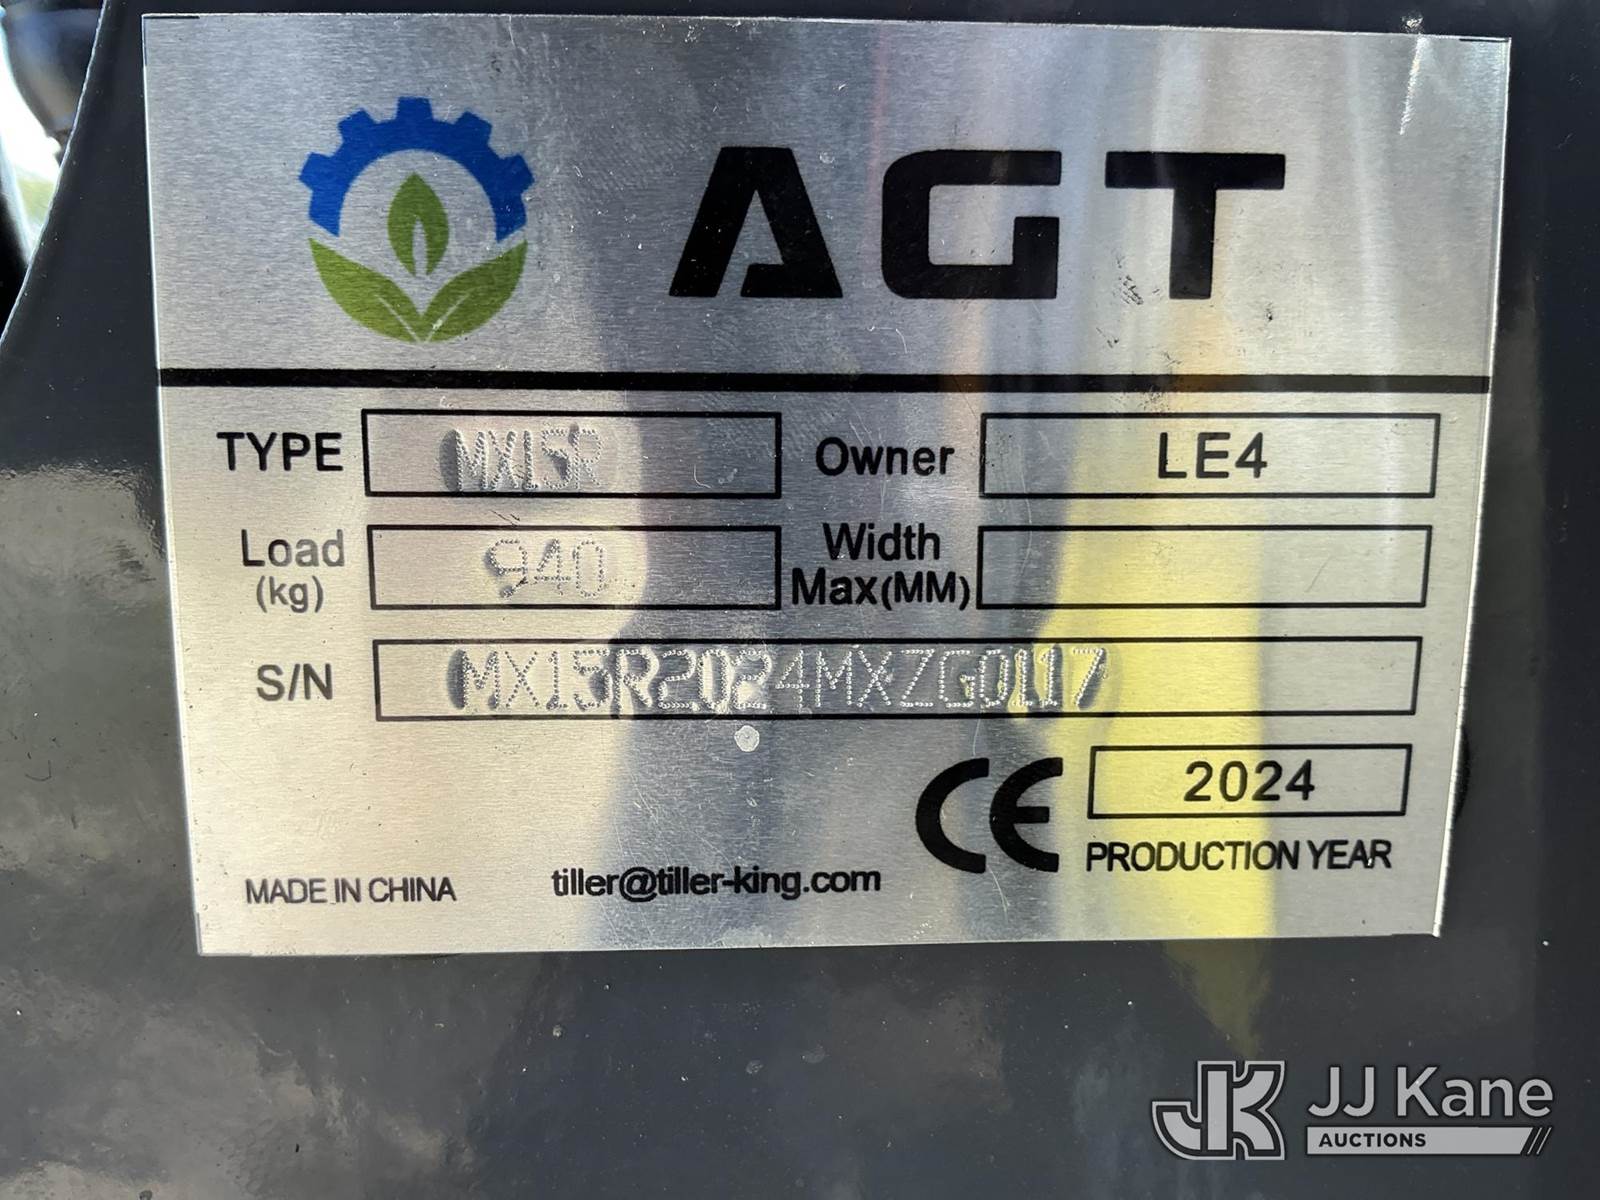 AGT
TYPE MX15R Owner LE4
Load (kg) 940 Width Max(MM)
S/N MX15R2024MXZG0117
CE 2024
PRODUCTION YEAR
MADE IN CHINA tiller@tiller-king.com
JK JJ Kane
AUCTIONS